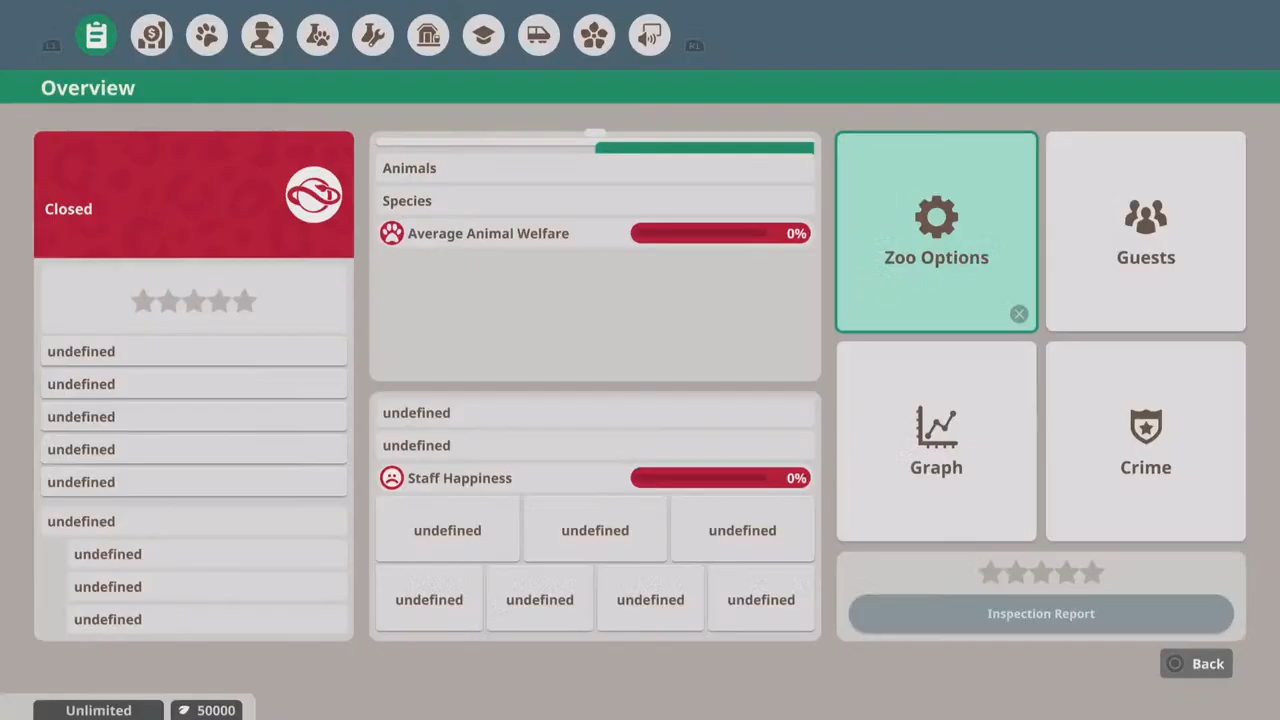 L1
R1
Overview
Closed
undefined
undefined
undefined
undefined
undefined
undefined
undefined
undefined
undefined
Animals
Species
Average Animal Welfare 0%
undefined
undefined
Staff Happiness 0%
undefined undefined undefined
undefined undefined undefined undefined
Zoo Options
Guests
Graph
Crime
Inspection Report
Back
Unlimited
50000